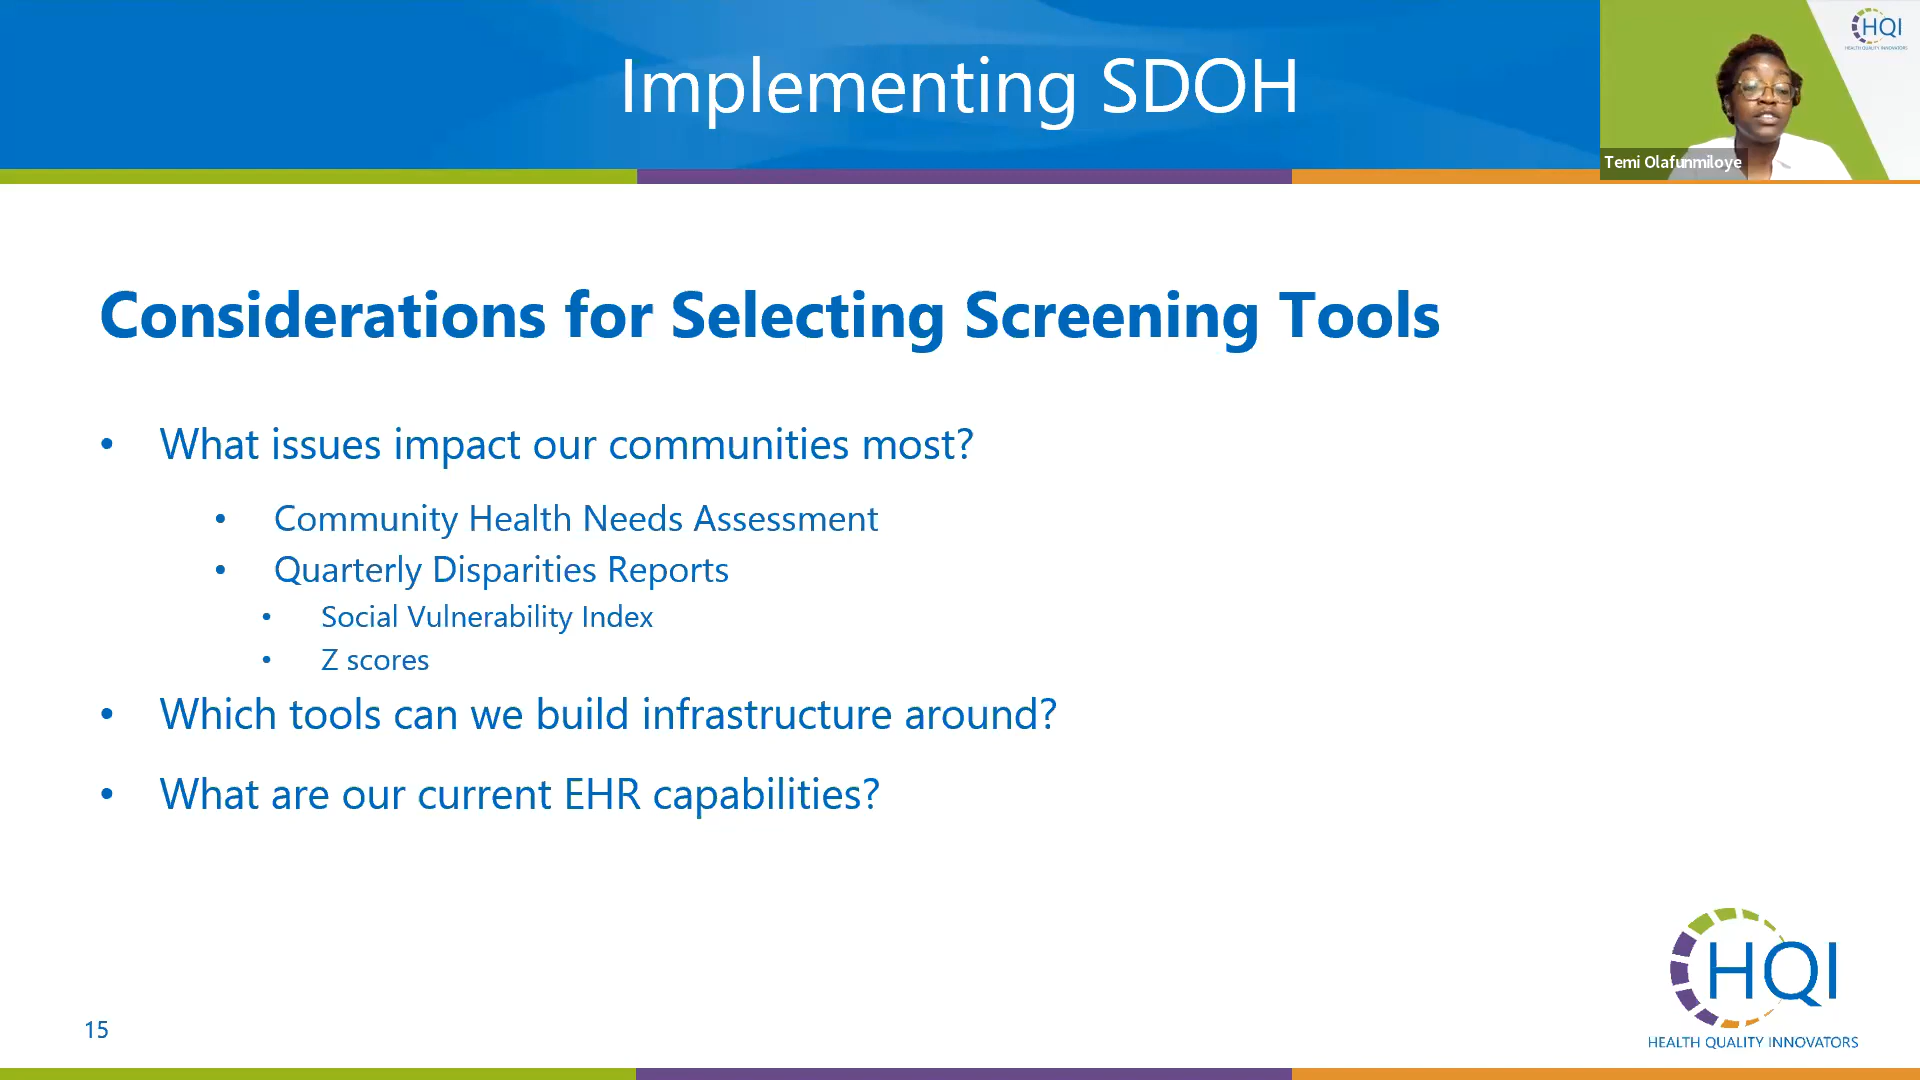 Implementing SDOH
HQI
HEALTH QUALITY INNOVATORS
Temi Olafunmiloye
Considerations for Selecting Screening Tools
• What issues impact our communities most?
• Community Health Needs Assessment
• Quarterly Disparities Reports
• Social Vulnerability Index
• Z scores
• Which tools can we build infrastructure around?
• What are our current EHR capabilities?
HQI
HEALTH QUALITY INNOVATORS
15